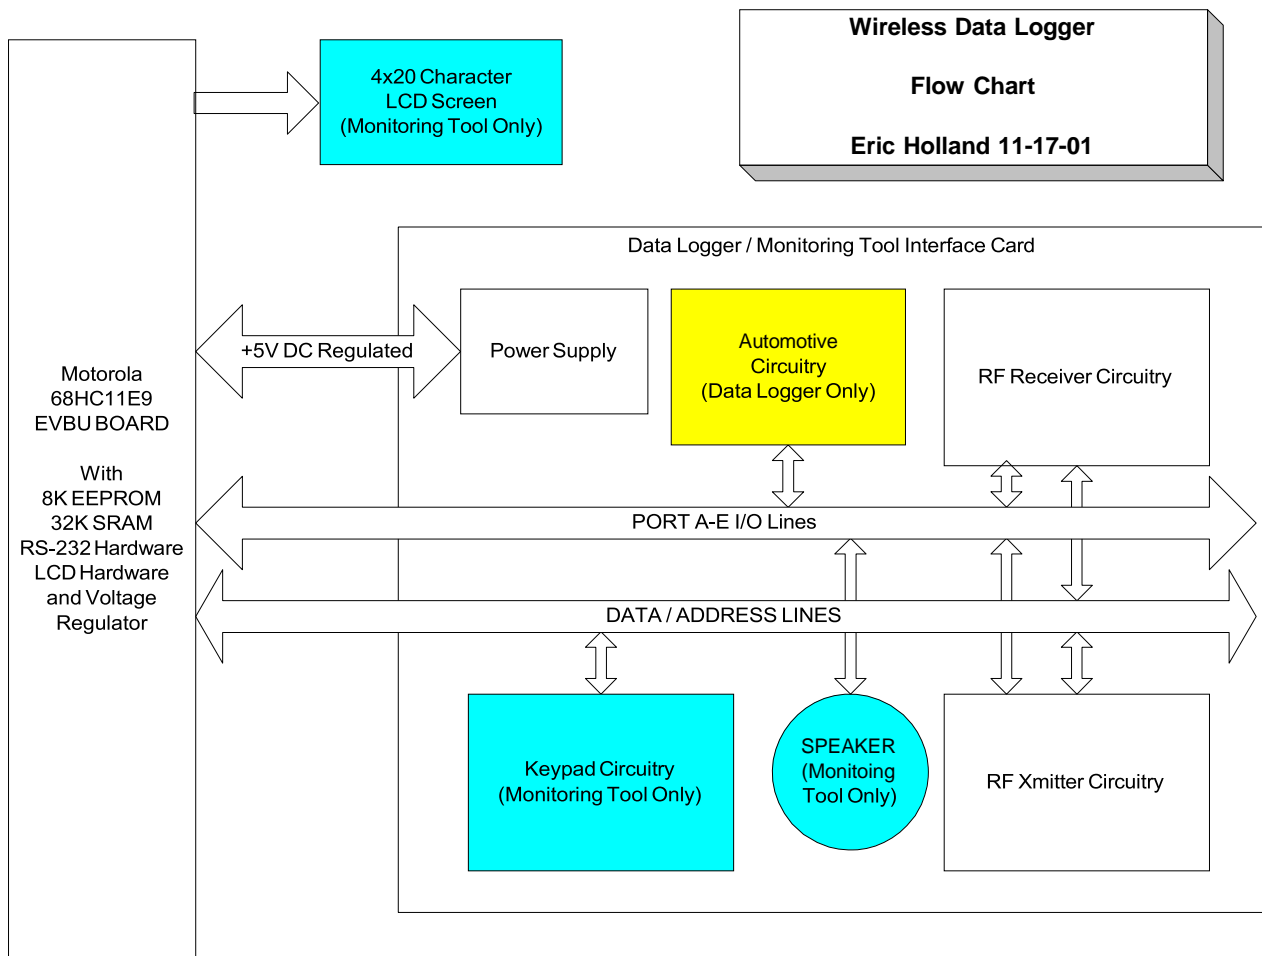 Wireless Data Logger
Flow Chart
Eric Holland 11-17-01
4x20 Character
LCD Screen
(Monitoring Tool Only)
Data Logger / Monitoring Tool Interface Card
+5V DC Regulated
Power Supply
Automotive
Circuitry
(Data Logger Only)
RF Receiver Circuitry
Motorola
68HC11E9
EVBU BOARD
With
8K EEPROM
32K SRAM
RS-232 Hardware
LCD Hardware
and Voltage
Regulator
PORT A-E I/O Lines
DATA / ADDRESS LINES
Keypad Circuitry
(Monitoring Tool Only)
SPEAKER
(Monitoing
Tool Only)
RF Xmitter Circuitry